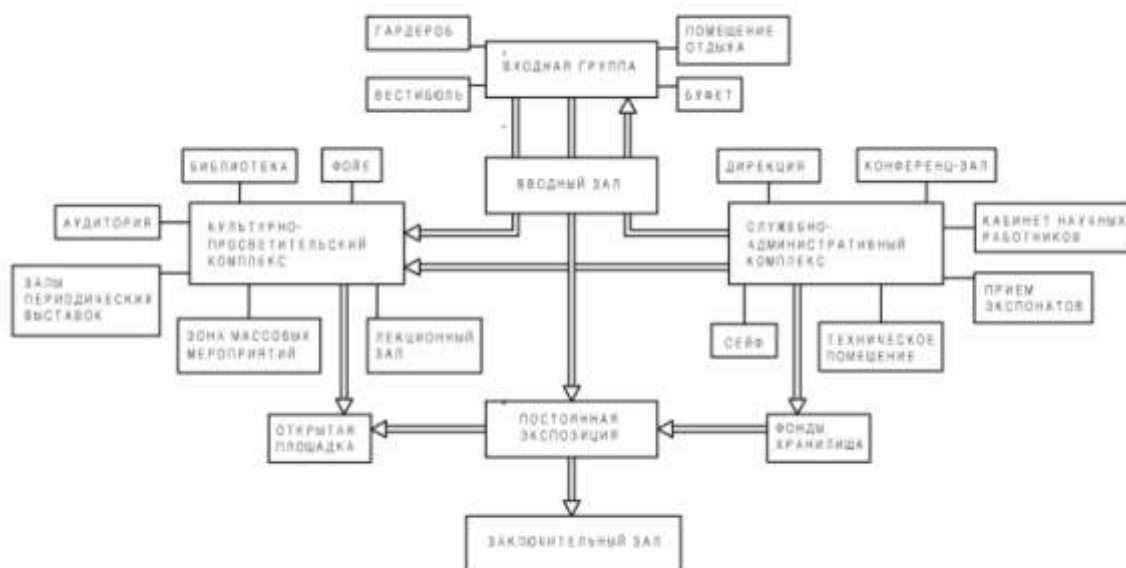 ГАРДЕРОБ
ПОМЕЩЕНИЕ
ОТДЫХА
ВХОДНАЯ ГРУППА
ВЕСТИБЮЛЬ
БУФЕТ
БИБЛИОТЕКА
ФОЙЕ
ВВОДНЫЙ ЗАЛ
ДИРЕКЦИЯ
КОНФЕРЕНЦ-ЗАЛ
АУДИТОРИЯ
КУЛЬТУРНО-
ПРОСВЕТИТЕЛЬСКИЙ
КОМПЛЕКС
СЛУЖЕБНО-
АДМИНИСТРАТИВНЫЙ
КОМПЛЕКС
КАБИНЕТ НАУЧНЫХ
РАБОТНИКОВ
ЗАЛЫ
ПЕРИОДИЧЕСКИХ
ВЫСТАВОК
ПРИЕМ
ЭКСПОНАТОВ
ЗОНА МАССОВЫХ
МЕРОПРИЯТИЙ
ЛЕКЦИОННЫЙ
ЗАЛ
СЕЙФ
ТЕХНИЧЕСКОЕ
ПОМЕЩЕНИЕ
ОТКРЫТАЯ
ПЛОЩАДКА
ПОСТОЯННАЯ
ЭКСПОЗИЦИЯ
ФОНДЫ
ХРАНИЛИЩА
ЗАКЛЮЧИТЕЛЬНЫЙ ЗАЛ